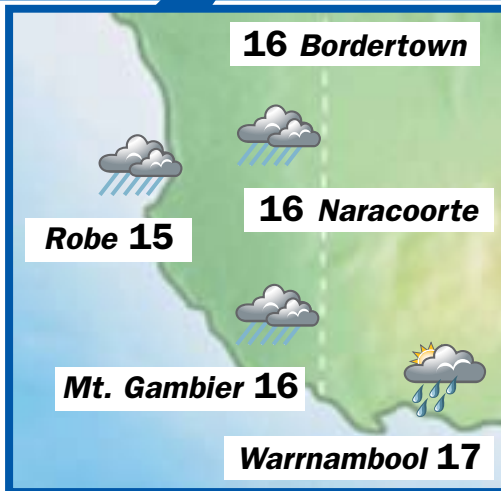 16 Bordertown
16 Naracoorte
Robe 15
Mt. Gambier 16
Warrnambool 17